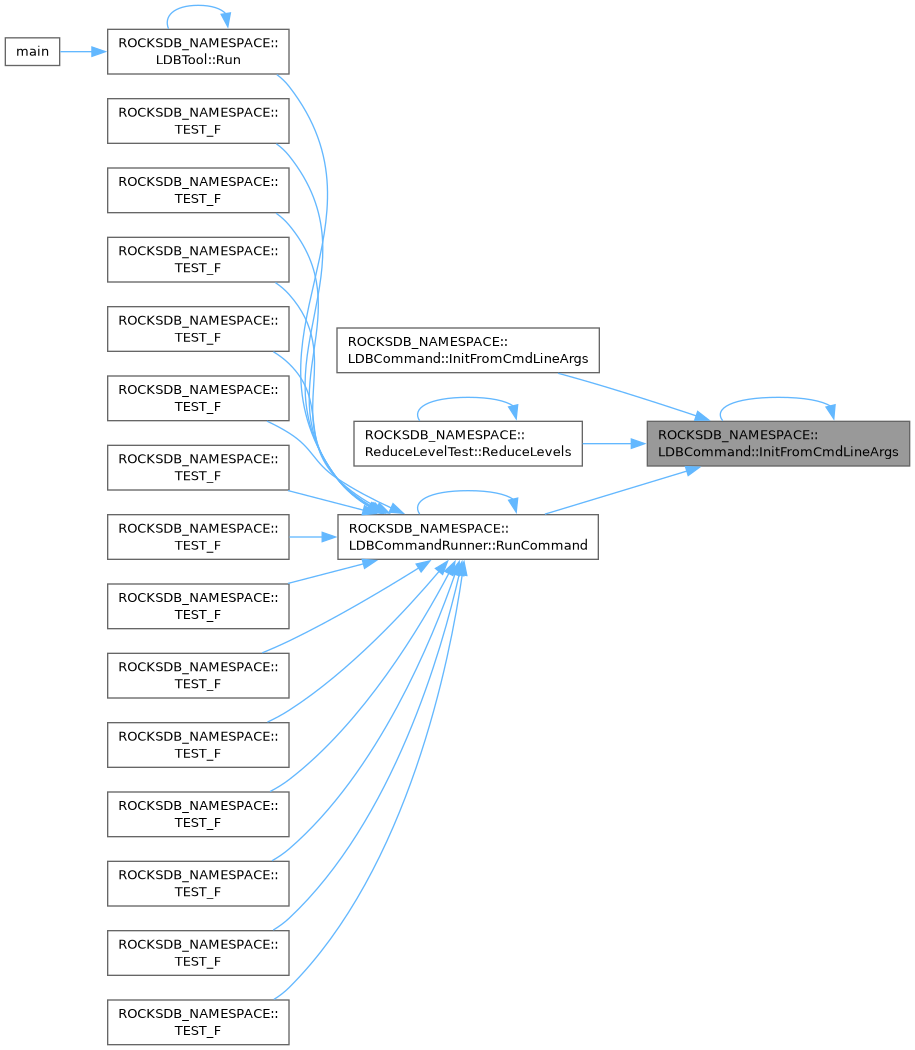 main
ROCKSDB_NAMESPACE::
LDBTool::Run
ROCKSDB_NAMESPACE::
TEST_F
ROCKSDB_NAMESPACE::
TEST_F
ROCKSDB_NAMESPACE::
TEST_F
ROCKSDB_NAMESPACE::
TEST_F
ROCKSDB_NAMESPACE::
TEST_F
ROCKSDB_NAMESPACE::
TEST_F
ROCKSDB_NAMESPACE::
TEST_F
ROCKSDB_NAMESPACE::
TEST_F
ROCKSDB_NAMESPACE::
TEST_F
ROCKSDB_NAMESPACE::
TEST_F
ROCKSDB_NAMESPACE::
TEST_F
ROCKSDB_NAMESPACE::
TEST_F
ROCKSDB_NAMESPACE::
TEST_F
ROCKSDB_NAMESPACE::
TEST_F
ROCKSDB_NAMESPACE::
LDBCommand::InitFromCmdLineArgs
ROCKSDB_NAMESPACE::
ReduceLevelTest::ReduceLevels
ROCKSDB_NAMESPACE::
LDBCommandRunner::RunCommand
ROCKSDB_NAMESPACE::
LDBCommand::InitFromCmdLineArgs